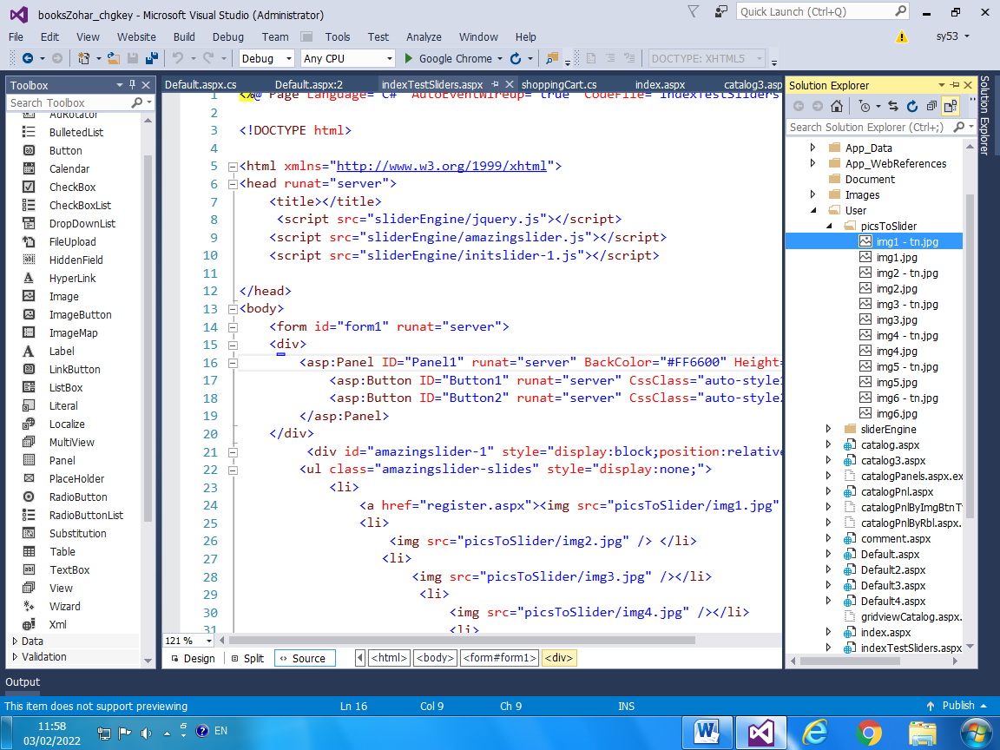 booksZohar_chgkey - Microsoft Visual Studio (Administrator)
Quick Launch (Ctrl+Q)
File Edit View Website Build Debug Team Tools Test Analyze Window Help
sy53
Debug Any CPU Google Chrome DOCTYPE: XHTML5
Toolbox
Search Toolbox
AdRotator
BulletedList
Button
Calendar
CheckBox
CheckBoxList
DropDownList
FileUpload
HiddenField
HyperLink
Image
ImageButton
ImageMap
Label
LinkButton
ListBox
Literal
Localize
MultiView
Panel
PlaceHolder
RadioButton
RadioButtonList
Substitution
Table
TextBox
View
Wizard
Xml
Data
Validation
Default.aspx.cs Default.aspx:2 indexTestSliders.aspx shoppingCart.cs index.aspx catalog3.asp
1 <%@ Page Language="C#" AutoEventWireup="true" CodeFile="indexTestSliders
2
3 <!DOCTYPE html>
4
5 <html xmlns="http://www.w3.org/1999/xhtml">
6 <head runat="server">
7 <title></title>
8 <script src="sliderEngine/jquery.js"></script>
9 <script src="sliderEngine/amazingslider.js"></script>
10 <script src="sliderEngine/initslider-1.js"></script>
11
12 </head>
13 <body>
14 <form id="form1" runat="server">
15 <div>
16 <asp:Panel ID="Panel1" runat="server" BackColor="#FF6600" Height=
17 <asp:Button ID="Button1" runat="server" CssClass="auto-style1
18 <asp:Button ID="Button2" runat="server" CssClass="auto-style2
19 </asp:Panel>
20 </div>
21 <div id="amazingslider-1" style="display:block;position:relative
22 <ul class="amazingslider-slides" style="display:none;">
23 <li>
24 <a href="register.aspx"><img src="picsToSlider/img1.jpg"
25 <li>
26 <img src="picsToSlider/img2.jpg" /> </li>
27 <li>
28 <img src="picsToSlider/img3.jpg" /></li>
29 <li>
30 <img src="picsToSlider/img4.jpg" /></li>
31 <li>
121 %
Design Split Source <html> <body> <form#form1> <div>
Solution Explorer
Search Solution Explorer (Ctrl+;)
App_Data
App_WebReferences
Document
Images
User
picsToSlider
img1 - tn.jpg
img1.jpg
img2 - tn.jpg
img2.jpg
img3 - tn.jpg
img3.jpg
img4 - tn.jpg
img4.jpg
img5 - tn.jpg
img5.jpg
img6 - tn.jpg
img6.jpg
sliderEngine
catalog.aspx
catalog3.aspx
catalogPanels.aspx.ex
catalogPnl.aspx
catalogPnlByImgBtnT
catalogPnlByRbl.aspx.
comment.aspx
Default.aspx
Default2.aspx
Default3.aspx
Default4.aspx
gridviewCatalog.aspx.
index.aspx
indexTestSliders.aspx
Solution Explorer
Output
This item does not support previewing Ln 16 Col 9 Ch 9 INS Publish
11:58
03/02/2022
EN